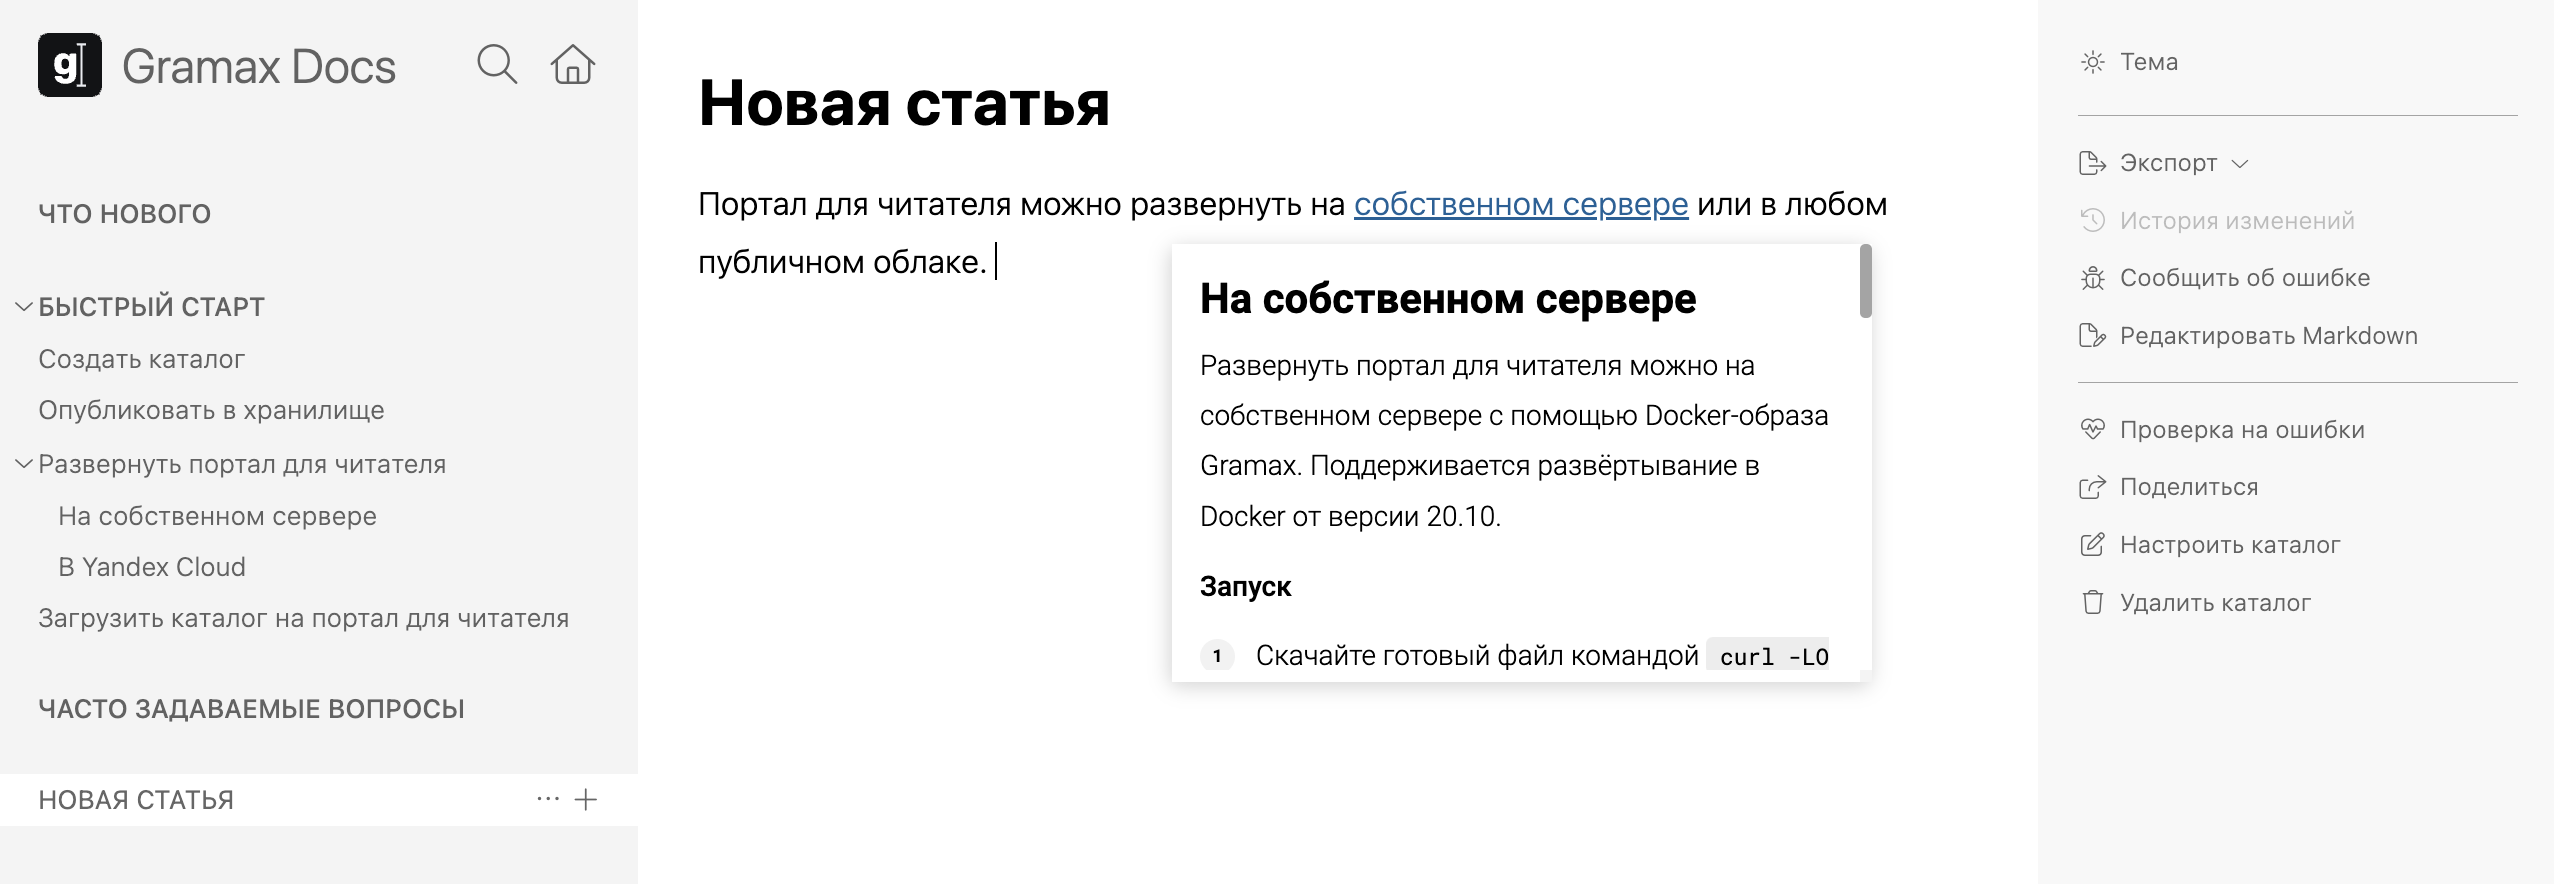 g
Gramax Docs
ЧТО НОВОГО
БЫСТРЫЙ СТАРТ
Создать каталог
Опубликовать в хранилище
Развернуть портал для читателя
На собственном сервере
В Yandex Cloud
Загрузить каталог на портал для читателя
ЧАСТО ЗАДАВАЕМЫЕ ВОПРОСЫ
НОВАЯ СТАТЬЯ
Новая статья
Портал для читателя можно развернуть на собственном сервере или в любом
публичном облаке.
На собственном сервере
Развернуть портал для читателя можно на
собственном сервере с помощью Docker-образа
Gramax. Поддерживается развёртывание в
Docker от версии 20.10.
Запуск
1 Скачайте готовый файл командой curl -LO
Тема
Экспорт
История изменений
Сообщить об ошибке
Редактировать Markdown
Проверка на ошибки
Поделиться
Настроить каталог
Удалить каталог